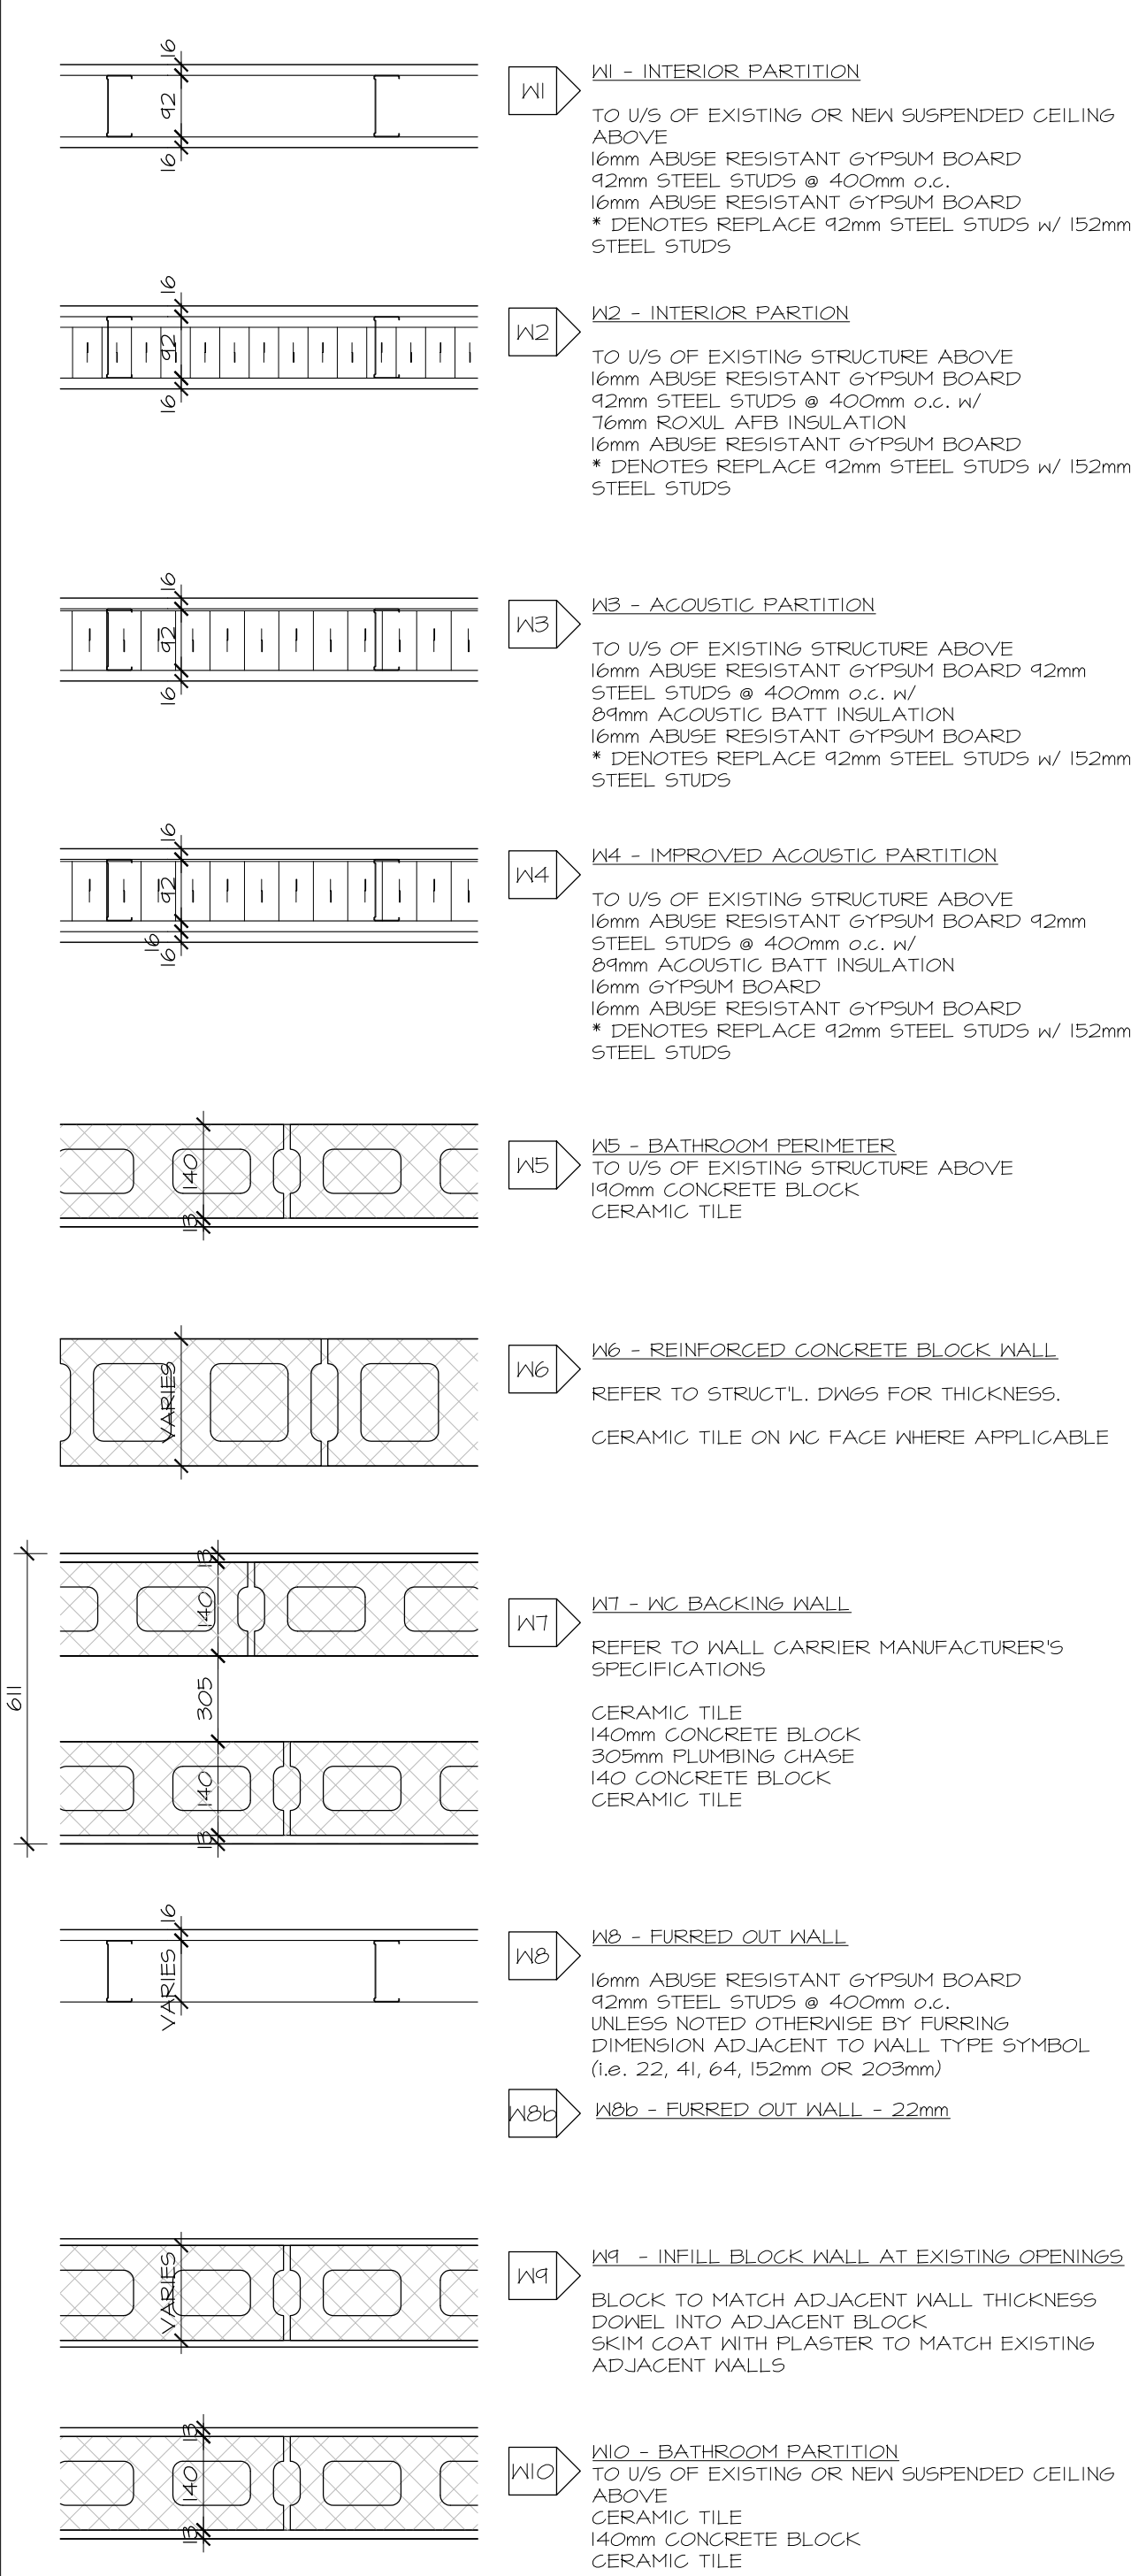 16
92
16
W1
W1 - INTERIOR PARTITION
TO U/S OF EXISTING OR NEW SUSPENDED CEILING
ABOVE
16mm ABUSE RESISTANT GYPSUM BOARD
92mm STEEL STUDS @ 400mm o.c.
16mm ABUSE RESISTANT GYPSUM BOARD
* DENOTES REPLACE 92mm STEEL STUDS w/ 152mm
STEEL STUDS
16
92
16
W2
W2 - INTERIOR PARTION
TO U/S OF EXISTING STRUCTURE ABOVE
16mm ABUSE RESISTANT GYPSUM BOARD
92mm STEEL STUDS @ 400mm o.c. w/
76mm ROXUL AFB INSULATION
16mm ABUSE RESISTANT GYPSUM BOARD
* DENOTES REPLACE 92mm STEEL STUDS w/ 152mm
STEEL STUDS
16
92
16
W3
W3 - ACOUSTIC PARTITION
TO U/S OF EXISTING STRUCTURE ABOVE
16mm ABUSE RESISTANT GYPSUM BOARD 92mm
STEEL STUDS @ 400mm o.c. w/
89mm ACOUSTIC BATT INSULATION
16mm ABUSE RESISTANT GYPSUM BOARD
* DENOTES REPLACE 92mm STEEL STUDS w/ 152mm
STEEL STUDS
16
92
16
16
W4
W4 - IMPROVED ACOUSTIC PARTITION
TO U/S OF EXISTING STRUCTURE ABOVE
16mm ABUSE RESISTANT GYPSUM BOARD 92mm
STEEL STUDS @ 400mm o.c. w/
89mm ACOUSTIC BATT INSULATION
16mm GYPSUM BOARD
16mm ABUSE RESISTANT GYPSUM BOARD
* DENOTES REPLACE 92mm STEEL STUDS w/ 152mm
STEEL STUDS
140
13
W5
W5 - BATHROOM PERIMETER
TO U/S OF EXISTING STRUCTURE ABOVE
190mm CONCRETE BLOCK
CERAMIC TILE
VARIES
W6
W6 - REINFORCED CONCRETE BLOCK WALL
REFER TO STRUCT'L. DWGS FOR THICKNESS.
CERAMIC TILE ON WC FACE WHERE APPLICABLE
611
13
140
305
140
13
W7
W7 - WC BACKING WALL
REFER TO WALL CARRIER MANUFACTURER'S
SPECIFICATIONS
CERAMIC TILE
140mm CONCRETE BLOCK
305mm PLUMBING CHASE
140 CONCRETE BLOCK
CERAMIC TILE
16
VARIES
W8
W8 - FURRED OUT WALL
16mm ABUSE RESISTANT GYPSUM BOARD
92mm STEEL STUDS @ 400mm o.c.
UNLESS NOTED OTHERWISE BY FURRING
DIMENSION ADJACENT TO WALL TYPE SYMBOL
(i.e. 22, 41, 64, 152mm OR 203mm)
W8b
W8b - FURRED OUT WALL - 22mm
VARIES
W9
W9 - INFILL BLOCK WALL AT EXISTING OPENINGS
BLOCK TO MATCH ADJACENT WALL THICKNESS
DOWEL INTO ADJACENT BLOCK
SKIM COAT WITH PLASTER TO MATCH EXISTING
ADJACENT WALLS
13
140
13
W10
W10 - BATHROOM PARTITION
TO U/S OF EXISTING OR NEW SUSPENDED CEILING
ABOVE
CERAMIC TILE
140mm CONCRETE BLOCK
CERAMIC TILE